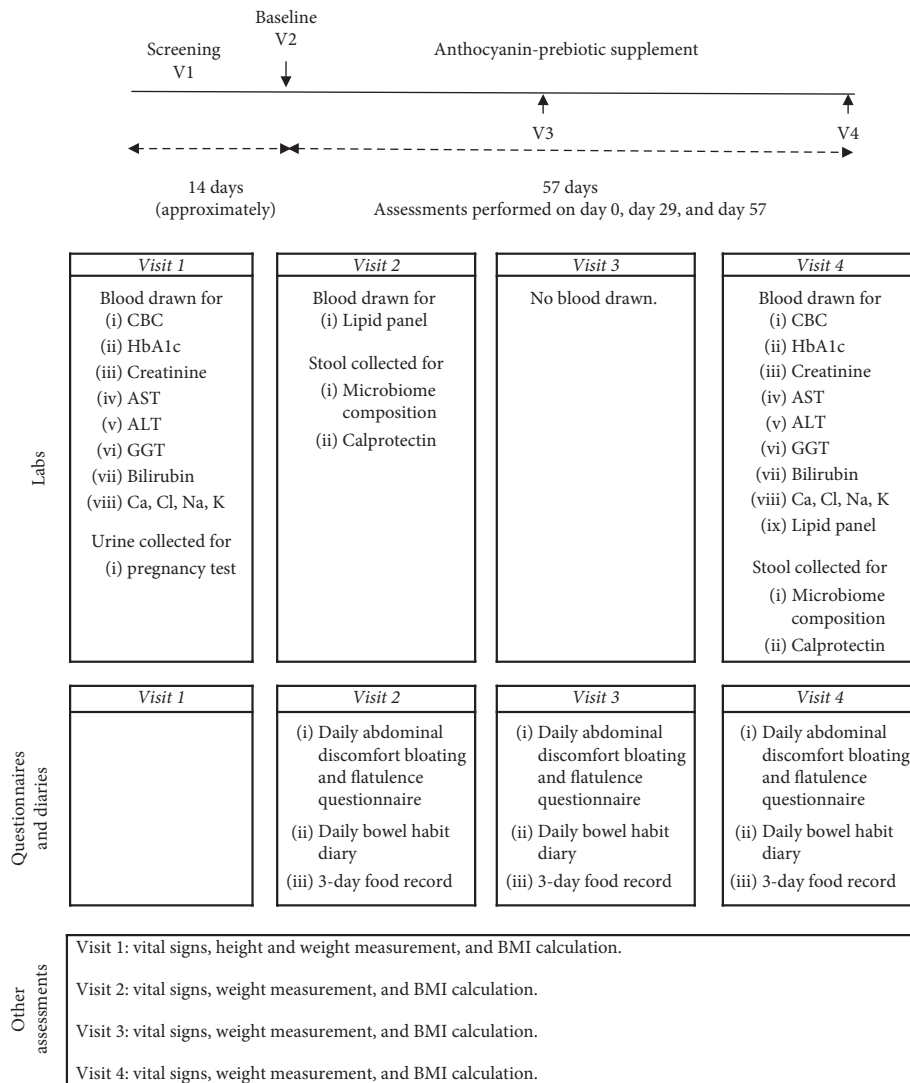 Baseline
V2
Screening
V1
Anthocyanin-prebiotic supplement
V3
V4
14 days
(approximately)
57 days
Assessments performed on day 0, day 29, and day 57
Labs
Visit 1
Blood drawn for
(i) CBC
(ii) HbA1c
(iii) Creatinine
(iv) AST
(v) ALT
(vi) GGT
(vii) Bilirubin
(viii) Ca, Cl, Na, K
Urine collected for
(i) pregnancy test
Visit 2
Blood drawn for
(i) Lipid panel
Stool collected for
(i) Microbiome
composition
(ii) Calprotectin
Visit 3
No blood drawn.
Visit 4
Blood drawn for
(i) CBC
(ii) HbA1c
(iii) Creatinine
(iv) AST
(v) ALT
(vi) GGT
(vii) Bilirubin
(viii) Ca, Cl, Na, K
(ix) Lipid panel
Stool collected for
(i) Microbiome
composition
(ii) Calprotectin
Questionnaires
and diaries
Visit 1
Visit 2
(i) Daily abdominal
discomfort bloating
and flatulence
questionnaire
(ii) Daily bowel habit
diary
(iii) 3-day food record
Visit 3
(i) Daily abdominal
discomfort bloating
and flatulence
questionnaire
(ii) Daily bowel habit
diary
(iii) 3-day food record
Visit 4
(i) Daily abdominal
discomfort bloating
and flatulence
questionnaire
(ii) Daily bowel habit
diary
(iii) 3-day food record
Other
assessments
Visit 1: vital signs, height and weight measurement, and BMI calculation.
Visit 2: vital signs, weight measurement, and BMI calculation.
Visit 3: vital signs, weight measurement, and BMI calculation.
Visit 4: vital signs, weight measurement, and BMI calculation.